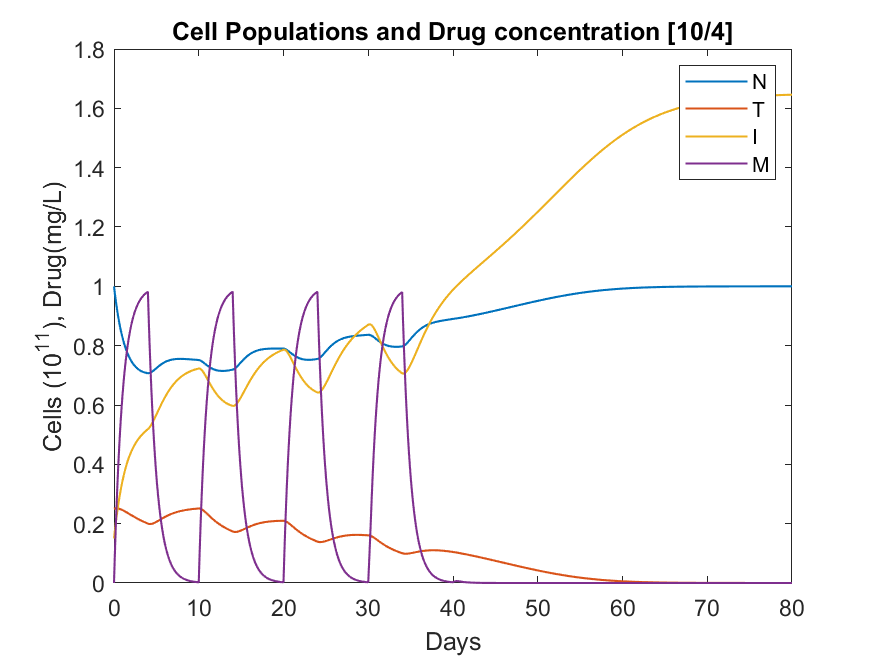 Cell Populations and Drug concentration [10/4]
Cells (10^11), Drug(mg/L)
1.8
1.6
1.4
1.2
1
0.8
0.6
0.4
0.2
0
N
T
I
M
0 10 20 30 40 50 60 70 80
Days